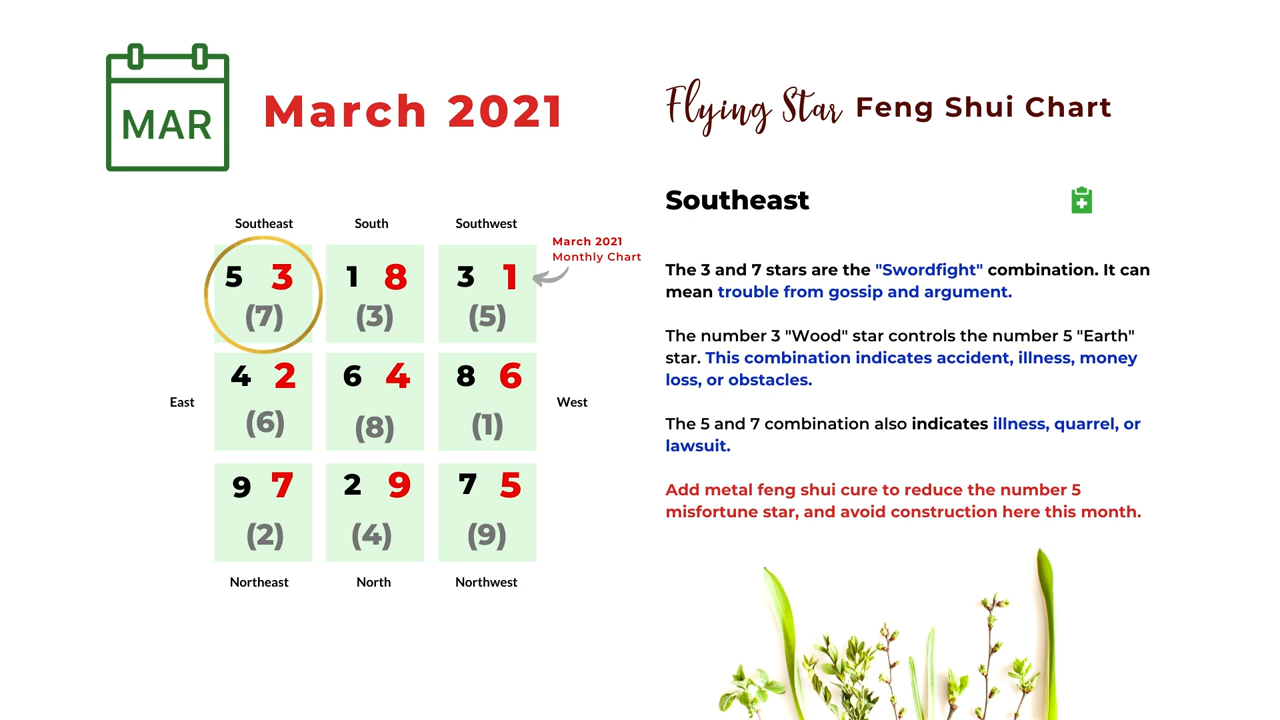 MAR
March 2021
Flying Star Feng Shui Chart
Southeast South Southwest
March 2021
Monthly Chart
5 3 1 8 3 1
(7) (3) (5)
4 2 6 4 8 6
(6) (8) (1)
East West
9 7 2 9 7 5
(2) (4) (9)
Northeast North Northwest
Southeast
The 3 and 7 stars are the "Swordfight" combination. It can
mean trouble from gossip and argument.
The number 3 "Wood" star controls the number 5 "Earth"
star. This combination indicates accident, illness, money
loss, or obstacles.
The 5 and 7 combination also indicates illness, quarrel, or
lawsuit.
Add metal feng shui cure to reduce the number 5
misfortune star, and avoid construction here this month.